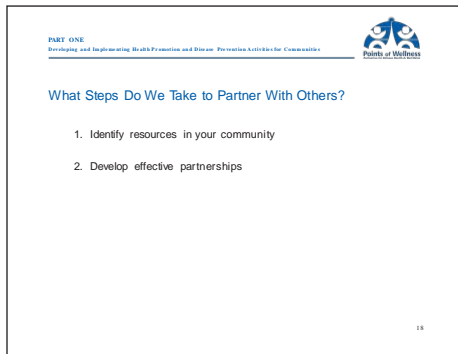 PART ONE
Developing and Implementing Health Promotion and Disease Prevention Activities for Communities
Points of Wellness
What Steps Do We Take to Partner With Others?
1. Identify resources in your community
2. Develop effective partnerships
18